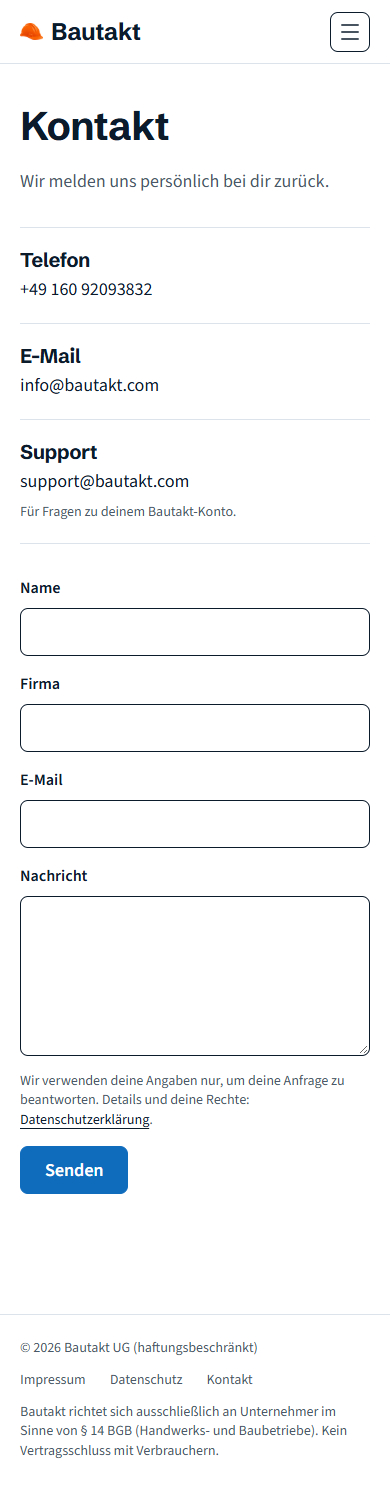 Bautakt
Kontakt
Wir melden uns persönlich bei dir zurück.
Telefon
+49 160 92093832
E-Mail
info@bautakt.com
Support
support@bautakt.com
Für Fragen zu deinem Bautakt-Konto.
Name
Firma
E-Mail
Nachricht
Wir verwenden deine Angaben nur, um deine Anfrage zu
beantworten. Details und deine Rechte:
Datenschutzerklärung.
Senden
© 2026 Bautakt UG (haftungsbeschränkt)
Impressum Datenschutz Kontakt
Bautakt richtet sich ausschließlich an Unternehmer im
Sinne von § 14 BGB (Handwerks- und Baubetriebe). Kein
Vertragsschluss mit Verbrauchern.